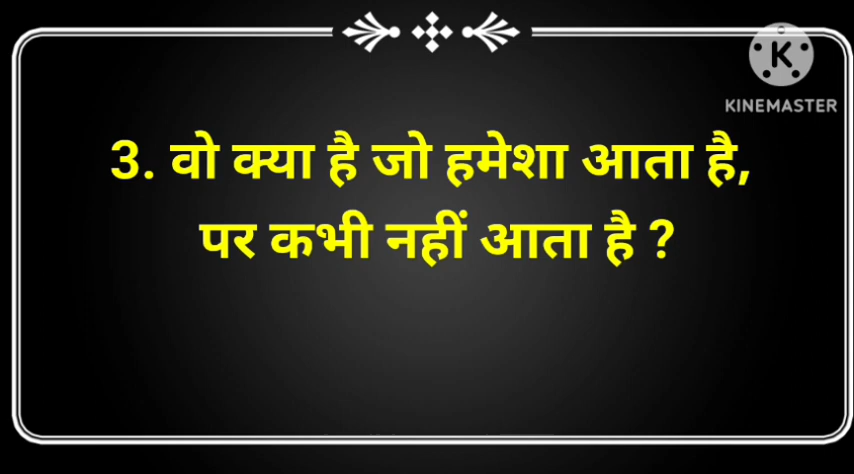 KINEMASTER
3. वो क्या है जो हमेशा आता है,
पर कभी नहीं आता है ?